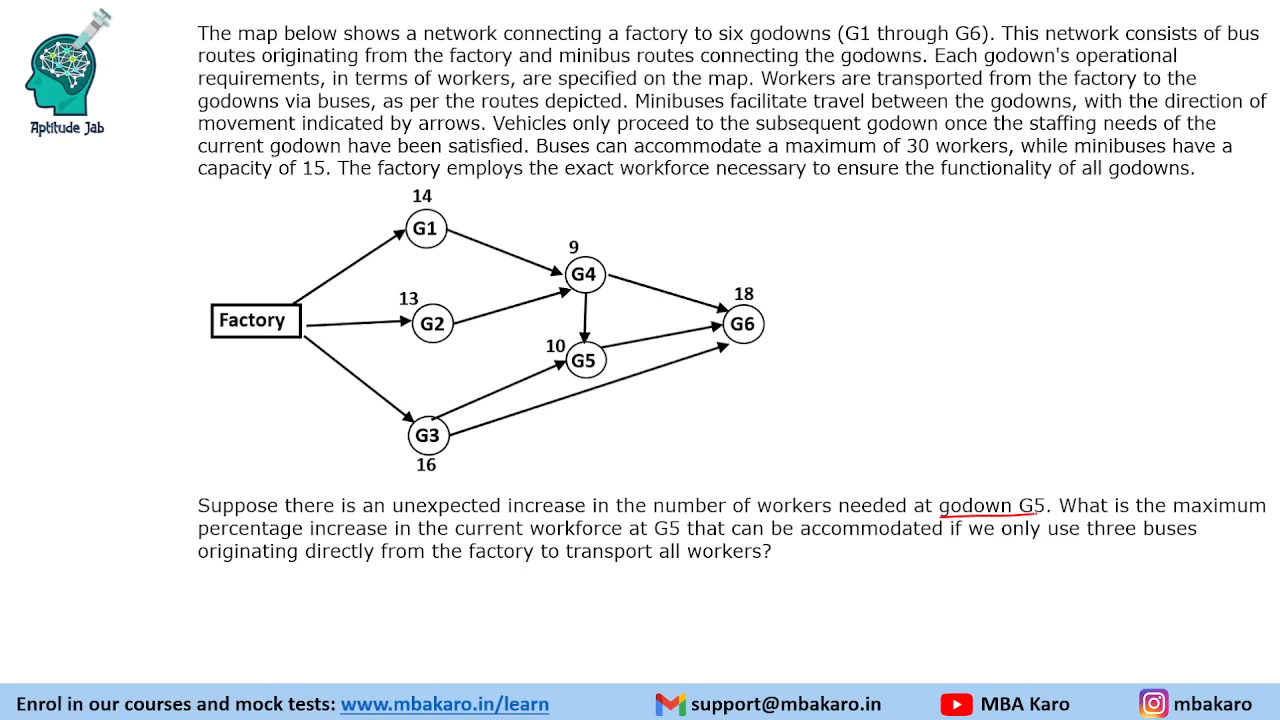 Aptitude Jab
The map below shows a network connecting a factory to six godowns (G1 through G6). This network consists of bus
routes originating from the factory and minibus routes connecting the godowns. Each godown's operational
requirements, in terms of workers, are specified on the map. Workers are transported from the factory to the
godowns via buses, as per the routes depicted. Minibuses facilitate travel between the godowns, with the direction of
movement indicated by arrows. Vehicles only proceed to the subsequent godown once the staffing needs of the
current godown have been satisfied. Buses can accommodate a maximum of 30 workers, while minibuses have a
capacity of 15. The factory employs the exact workforce necessary to ensure the functionality of all godowns.
14
G1
9
G4
18
13
G6
Factory
G2
10
G5
G3
16
Suppose there is an unexpected increase in the number of workers needed at godown G5. What is the maximum
percentage increase in the current workforce at G5 that can be accommodated if we only use three buses
originating directly from the factory to transport all workers?
Enrol in our courses and mock tests: www.mbakaro.in/learn
support@mbakaro.in
MBA Karo
mbakaro